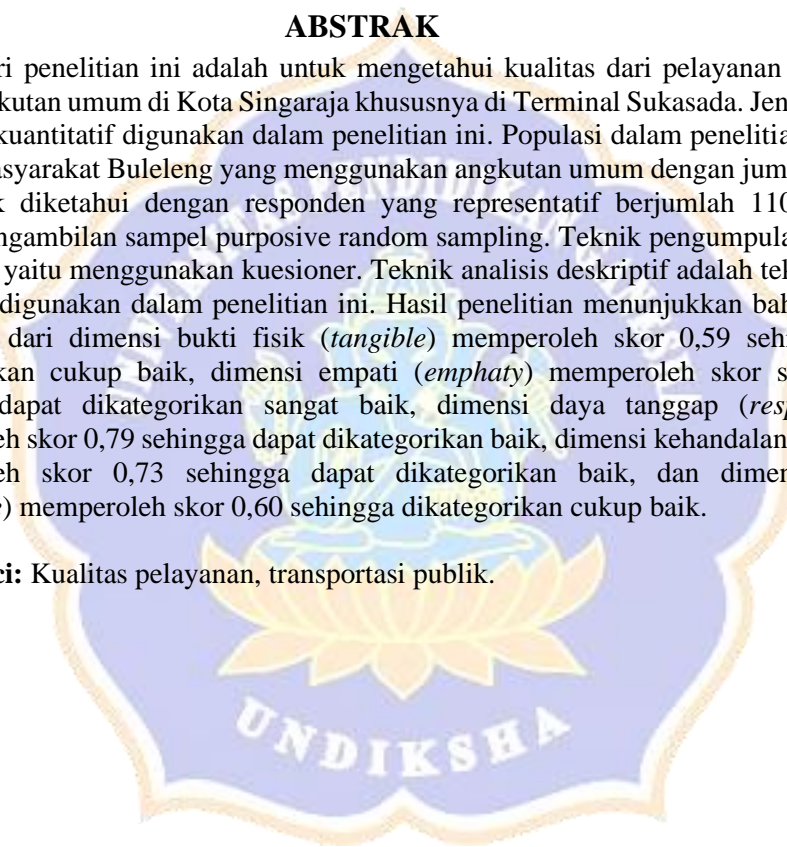 ABSTRAK
ri penelitian ini adalah untuk mengetahui kualitas dari pelayanan
kutan umum di Kota Singaraja khususnya di Terminal Sukasada. Jen
kuantitatif digunakan dalam penelitian ini. Populasi dalam penelitia
asyarakat Buleleng yang menggunakan angkutan umum dengan jum
k diketahui dengan responden yang representatif berjumlah 110
ngambilan sampel purposive random sampling. Teknik pengumpula
yaitu menggunakan kuesioner. Teknik analisis deskriptif adalah tek
digunakan dalam penelitian ini. Hasil penelitian menunjukkan bah
dari dimensi bukti fisik (tangible) memperoleh skor 0,59 sehi
kan cukup baik, dimensi empati (emphaty) memperoleh skor s
dapat dikategorikan sangat baik, dimensi daya tanggap (resp
eh skor 0,79 sehingga dapat dikategorikan baik, dimensi kehandalan
eh skor 0,73 sehingga dapat dikategorikan baik, dan dimen
) memperoleh skor 0,60 sehingga dikategorikan cukup baik.
ci: Kualitas pelayanan, transportasi publik.
UNDIKSHA